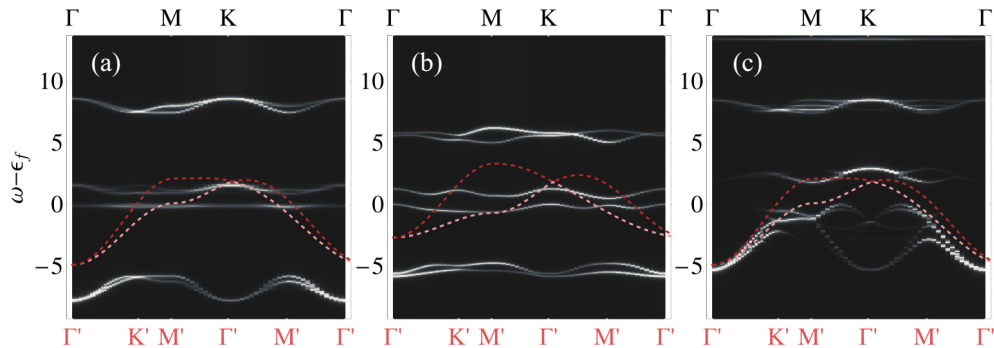 Γ M K Γ Γ M K Γ Γ M K Γ
(a) (b) (c)
10 10 10
5 5 5
0 0 0
−5 −5 −5
ω−ϵ_f
Γ' K' M' Γ' M' Γ' Γ' K' M' Γ' M' Γ' Γ' K' M' Γ' M' Γ'